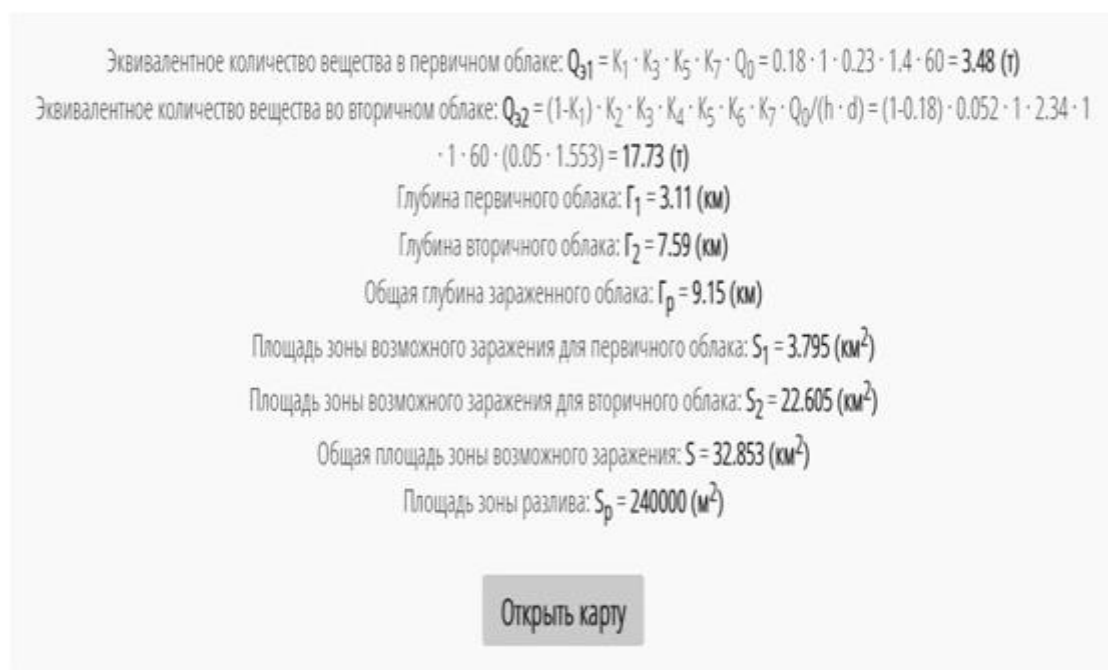 Эквивалентное количество вещества в первичном облаке: Qэ1 = K1 · K3 · K5 · K7 · Q0 = 0.18 · 1 · 0.23 · 1.4 · 60 = 3.48 (т)
Эквивалентное количество вещества во вторичном облаке: Qэ2 = (1-K1) · K2 · K3 · K4 · K5 · K6 · K7 · Q0/(h · d) = (1-0.18) · 0.052 · 1 · 2.34 · 1
· 1 · 60 · (0.05 · 1.553) = 17.73 (т)
Глубина первичного облака: Г1 = 3.11 (км)
Глубина вторичного облака: Г2 = 7.59 (км)
Общая глубина зараженного облака: Гр = 9.15 (км)
Площадь зоны возможного заражения для первичного облака: S1 = 3.795 (км2)
Площадь зоны возможного заражения для вторичного облака: S2 = 22.605 (км2)
Общая площадь зоны возможного заражения: S = 32.853 (км2)
Площадь зоны разлива: Sр = 240000 (м2)
Открыть карту